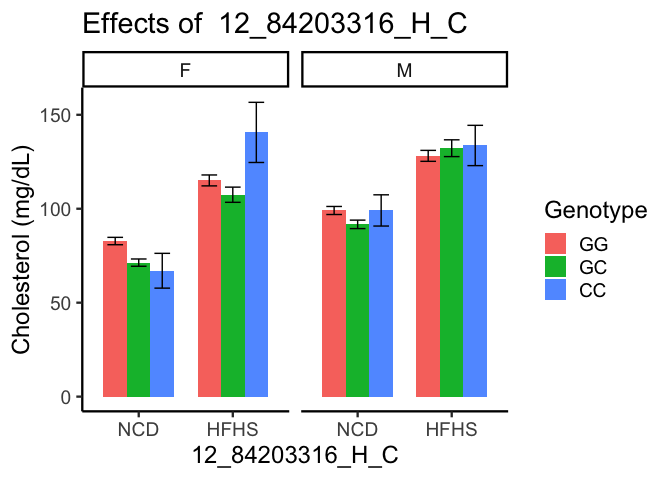 Effects of  12_84203316_H_C
F
M
Cholesterol (mg/dL)
150
100
50
0
NCD
HFHS
NCD
HFHS
12_84203316_H_C
Genotype
GG
GC
CC